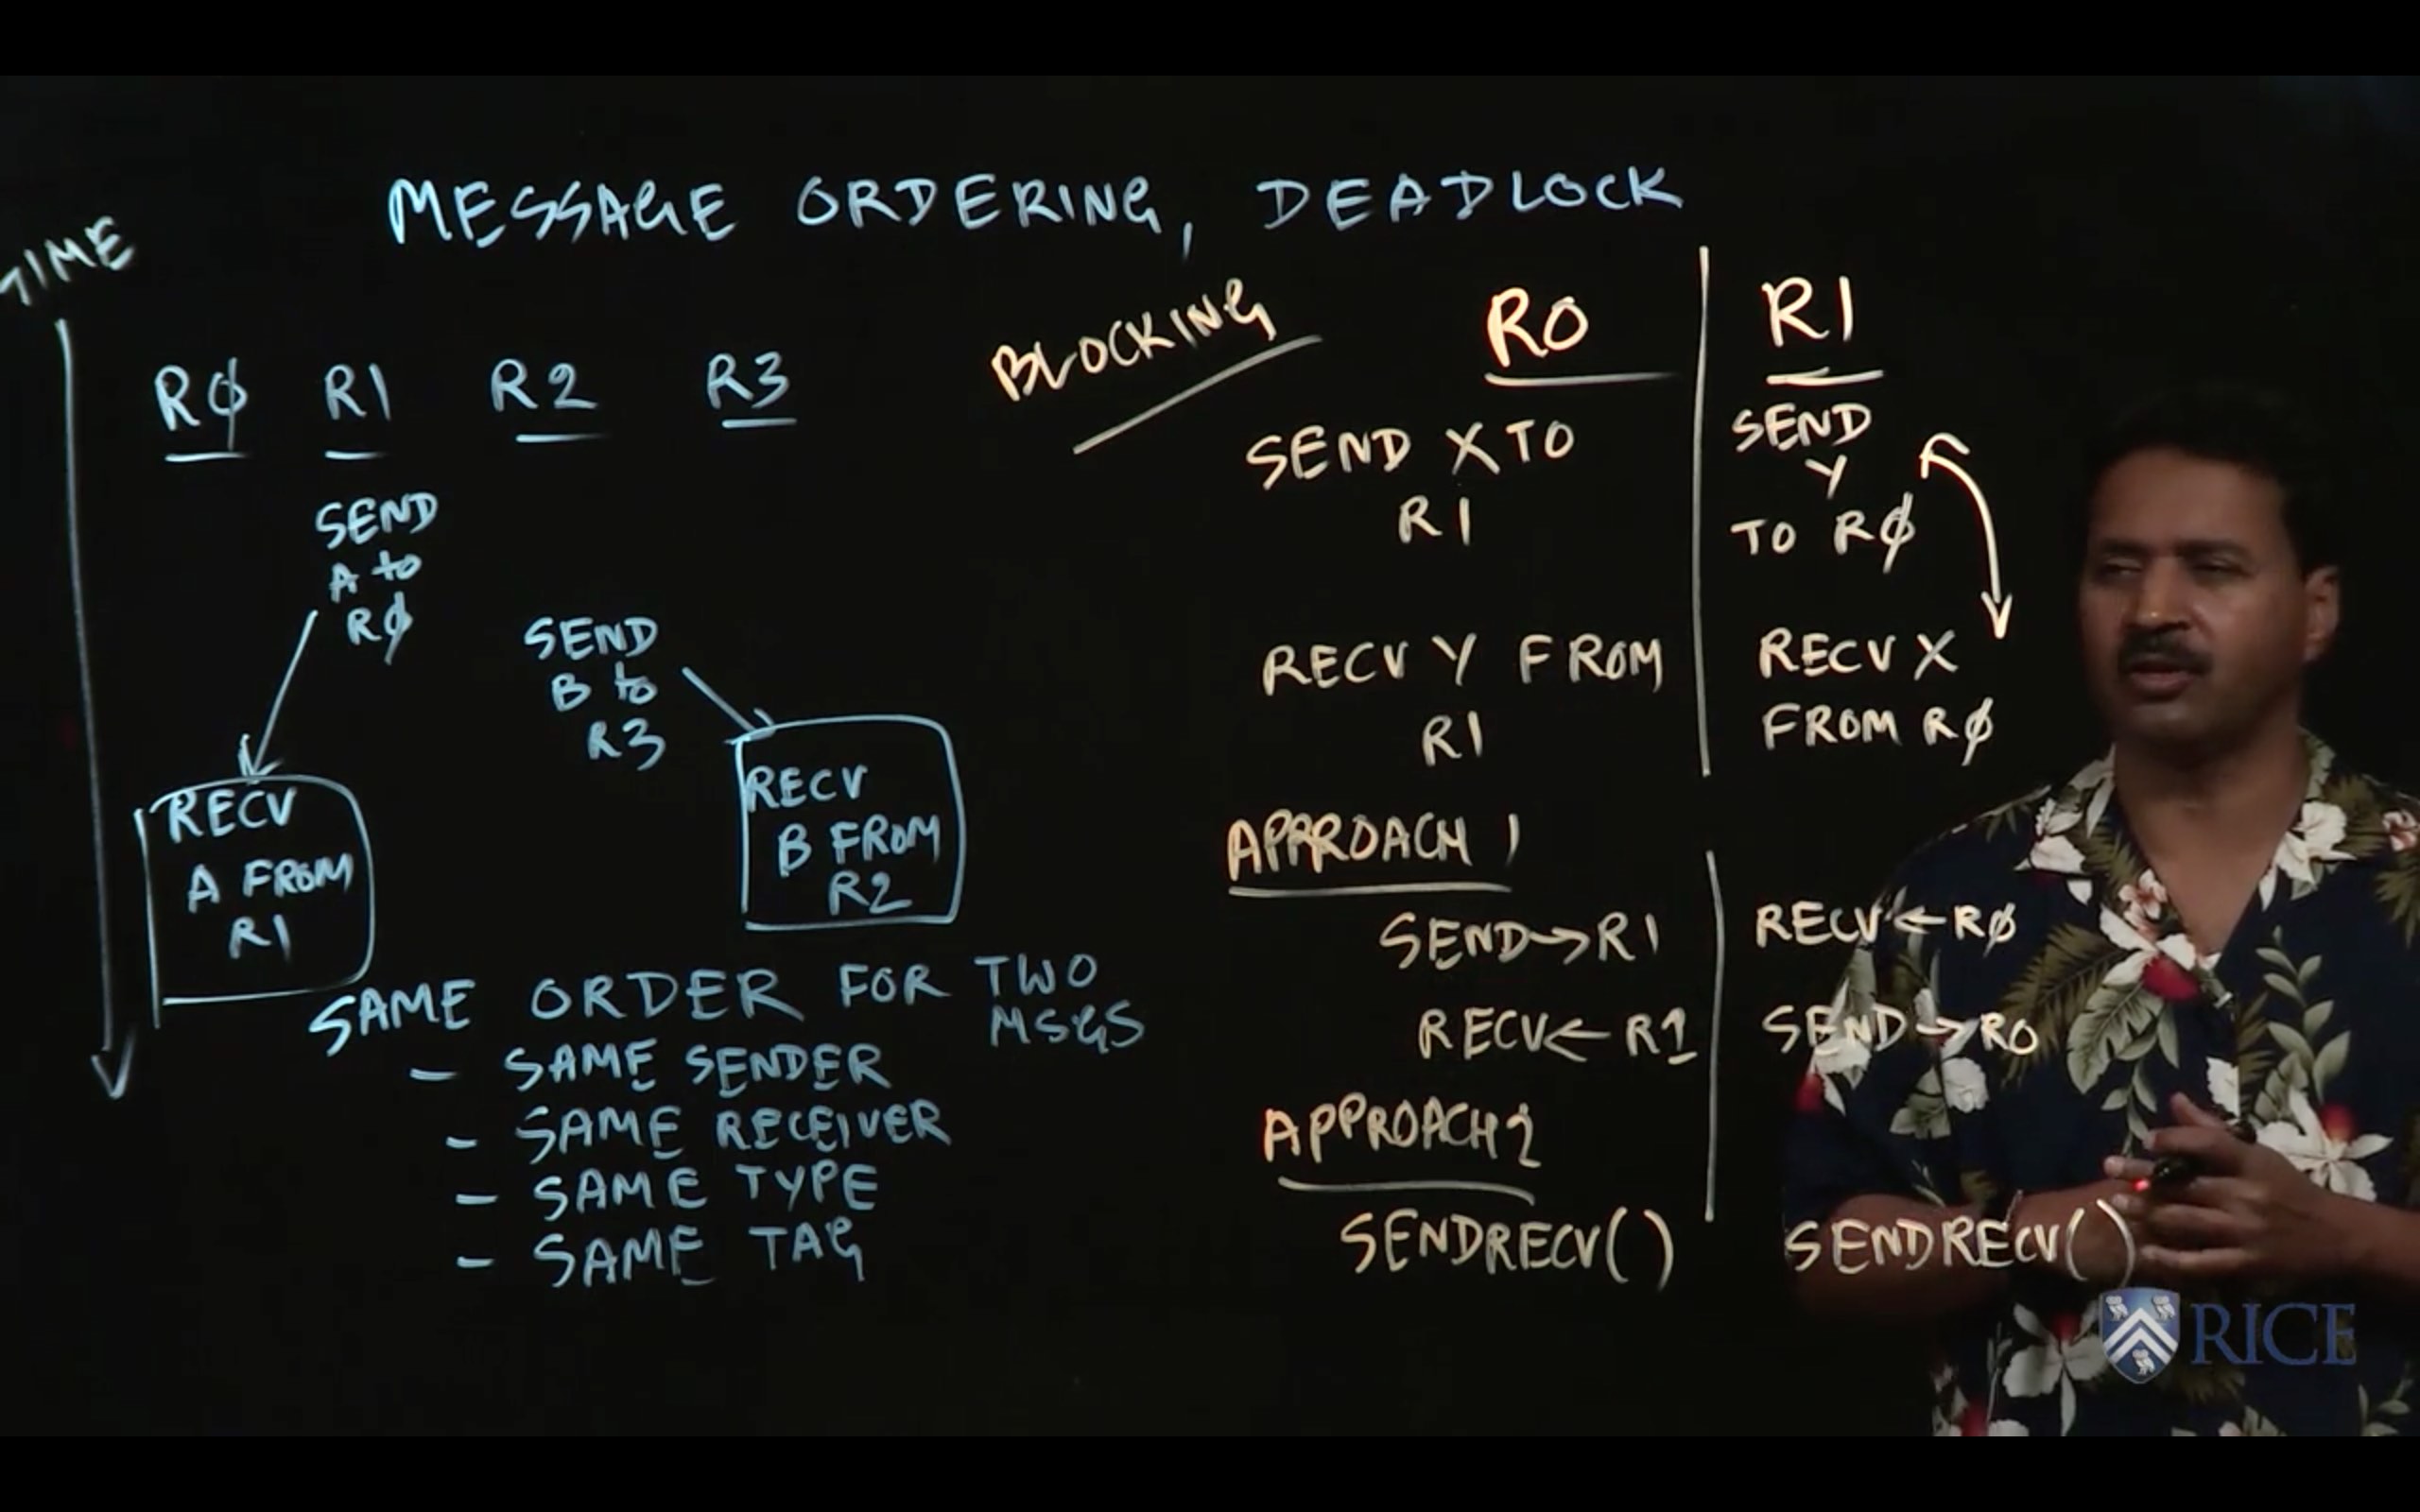 MESSAGE ORDERING, DEADLOCK
TIME
RØ R1 R2 R3
SEND
A to
RØ
SEND
B to
R3
RECV
A FROM
R1
RECV
B FROM
R2
SAME ORDER FOR TWO
MSGS
- SAME SENDER
- SAME RECEIVER
- SAME TYPE
- SAME TAG
BLOCKING
R0
SEND X TO
R1
RECV Y FROM
R1
R1
SEND
Y
TO RØ
RECV X
FROM RØ
APPROACH 1
SEND→R1
RECV←R1
RECV←RØ
SEND→R0
APPROACH 2
SENDRECV()
SENDRECV()
RICE